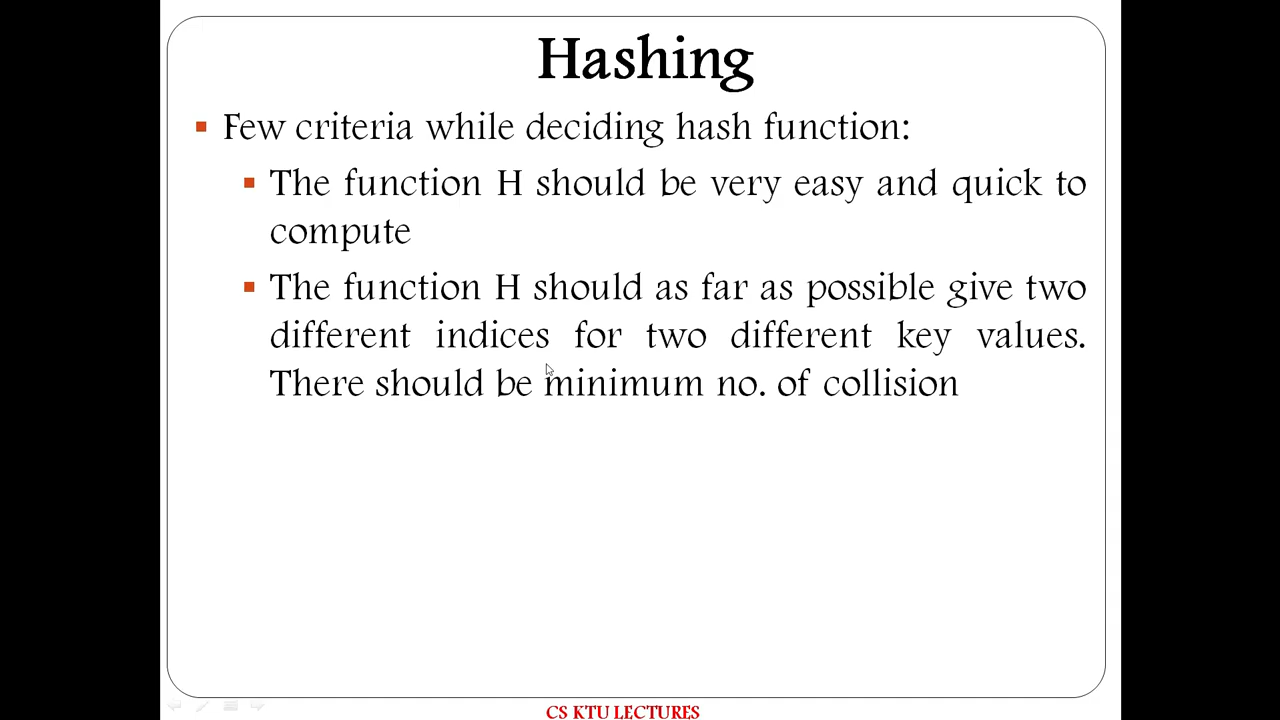 Hashing
Few criteria while deciding hash function:
The function H should be very easy and quick to
compute
The function H should as far as possible give two
different indices for two different key values.
There should be minimum no. of collision
CS KTU LECTURES